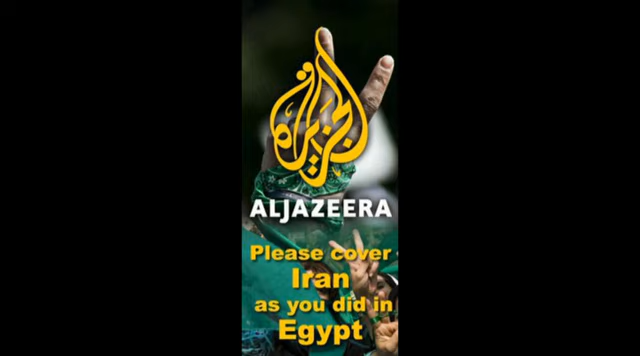 الجزيرة
ALJAZEERA
Please cover
Iran
as you did in
Egypt